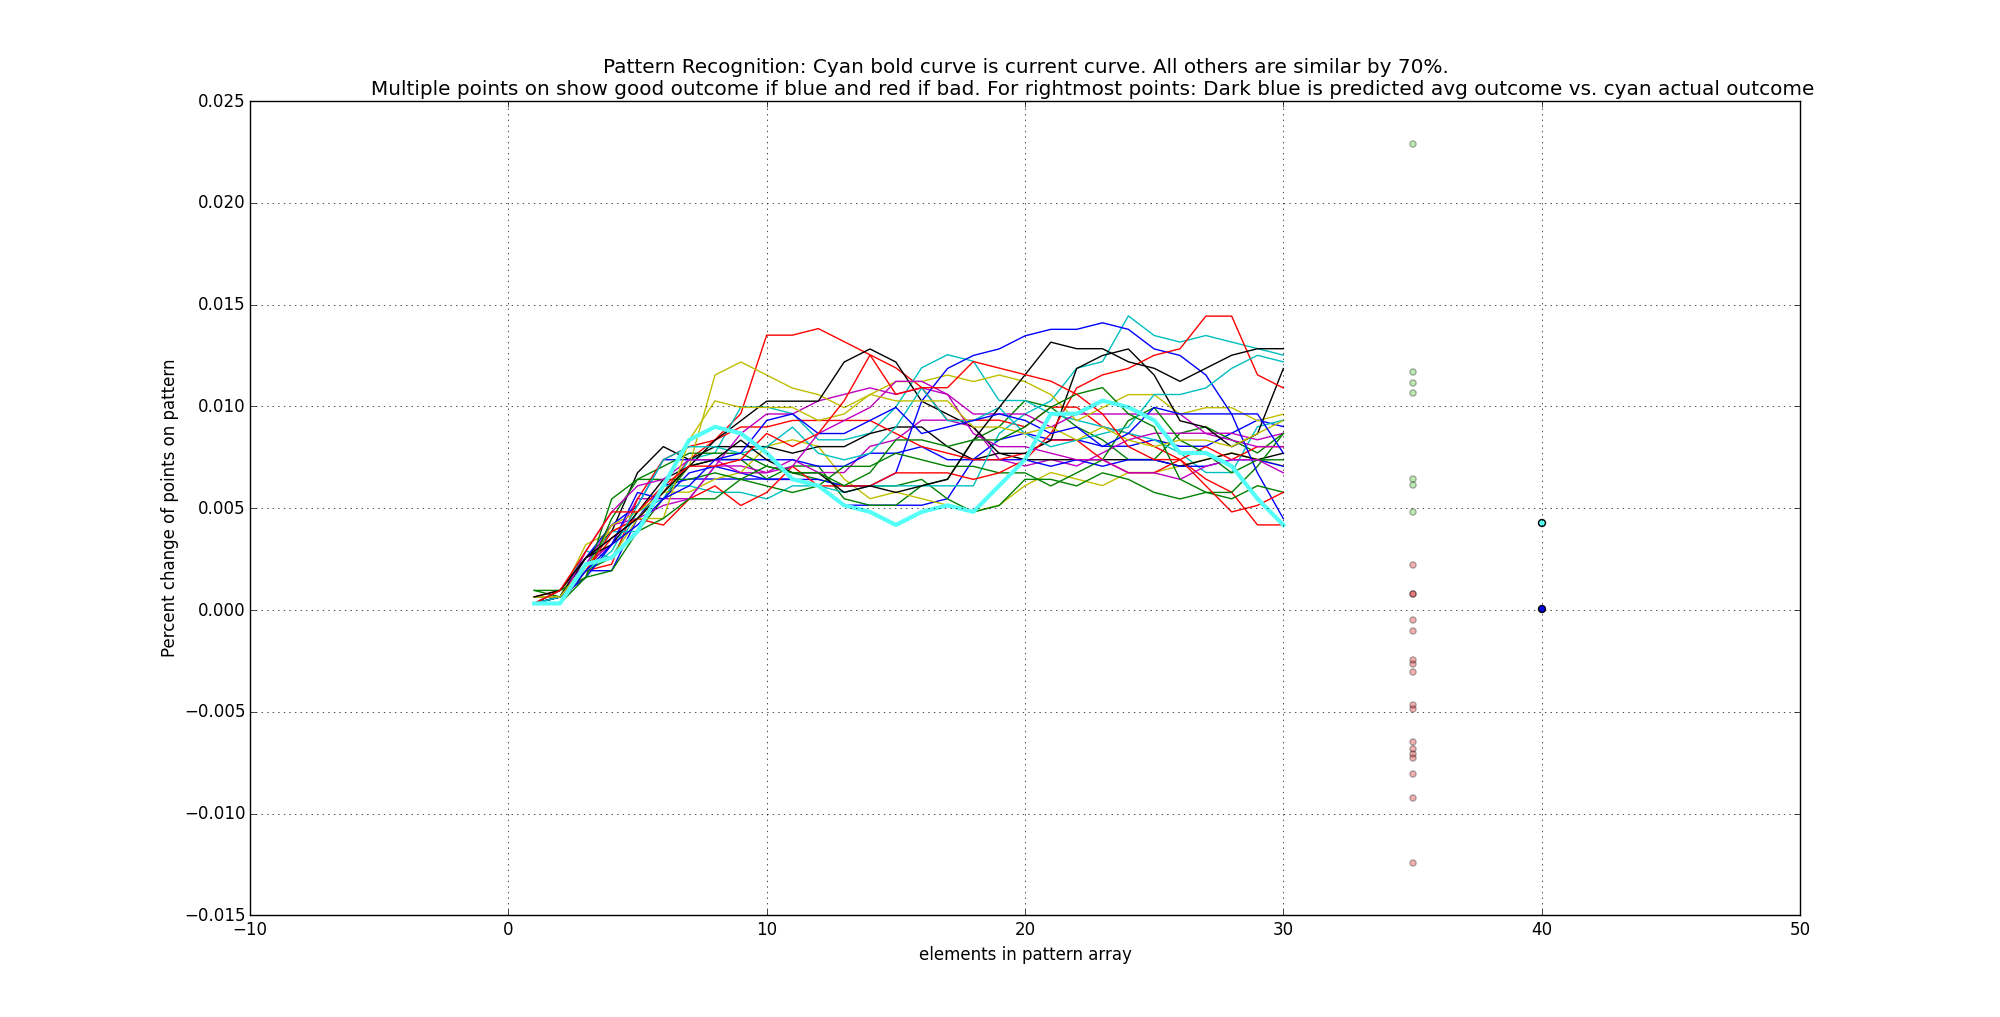 Pattern Recognition: Cyan bold curve is current curve. All others are similar by 70%.
Multiple points on show good outcome if blue and red if bad. For rightmost points: Dark blue is predicted avg outcome vs. cyan actual outcome
0.025
0.020
0.015
0.010
0.005
0.000
−0.005
−0.010
−0.015
Percent change of points on pattern
−10 0 10 20 30 40 50
elements in pattern array